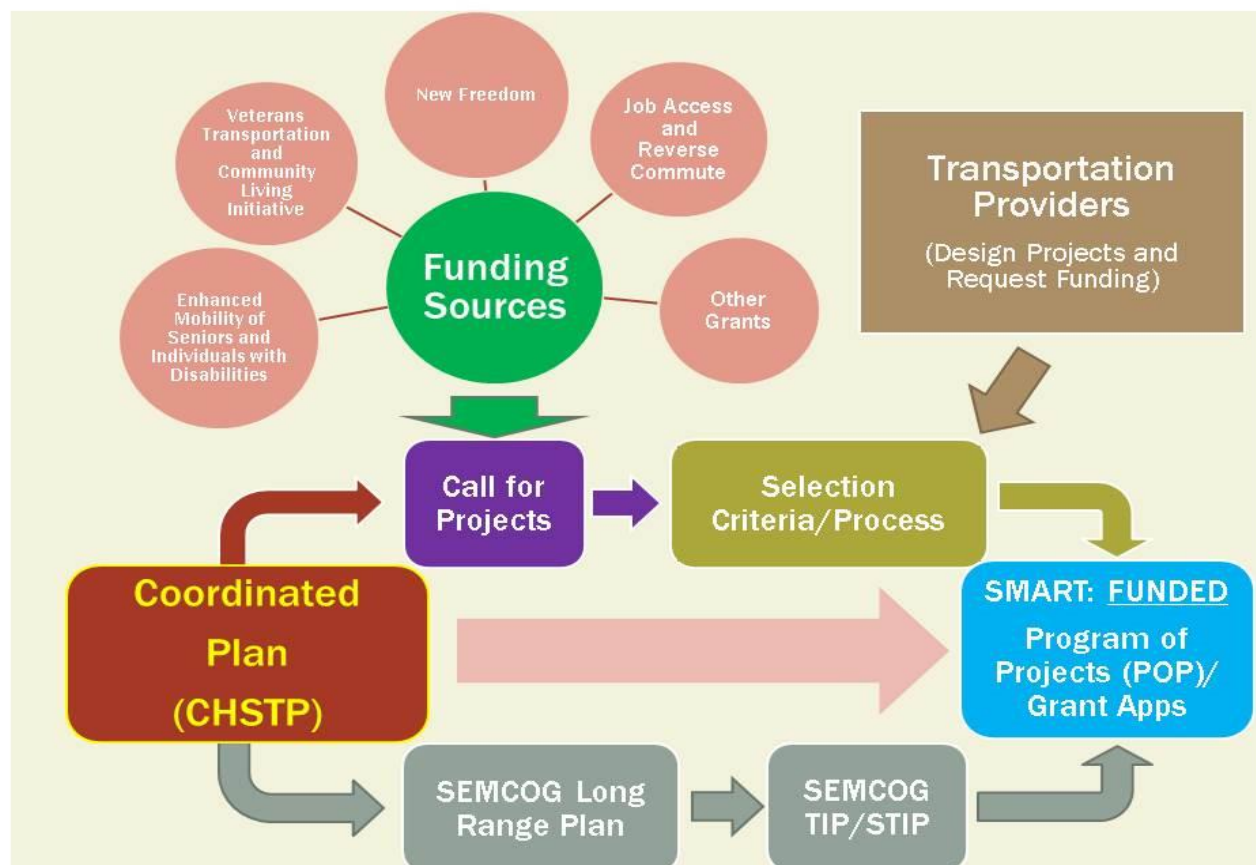 New Freedom
Veterans
Transportation
and
Community
Living
Initiative
Job Access
and
Reverse
Commute
Transportation
Providers
(Design Projects and
Request Funding)
Funding
Sources
Enhanced
Mobility of
Seniors and
Individuals with
Disabilities
Other
Grants
Call for
Projects
Selection
Criteria/Process
Coordinated
Plan
(CHSTP)
SMART: FUNDED
Program of
Projects (POP)/
Grant Apps
SEMCOG Long
Range Plan
SEMCOG
TIP/STIP